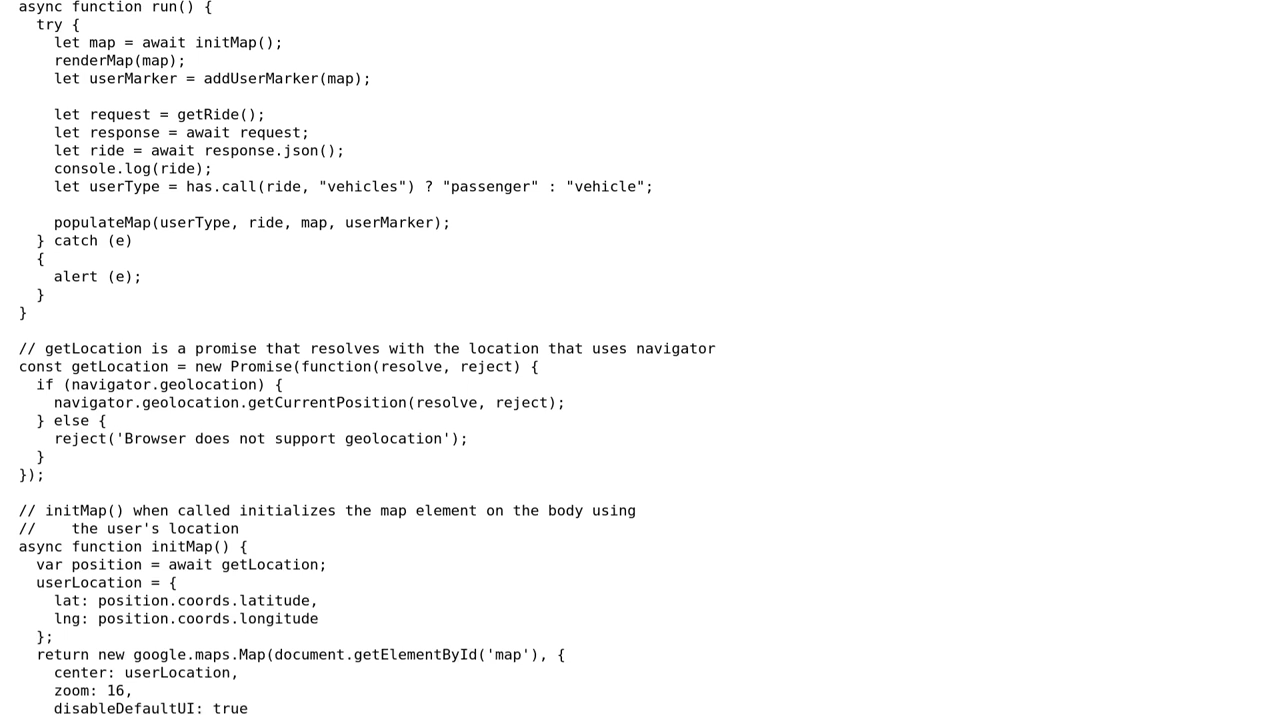 async function run() {
  try {
    let map = await initMap();
    renderMap(map);
    let userMarker = addUserMarker(map);

    let request = getRide();
    let response = await request;
    let ride = await response.json();
    console.log(ride);
    let userType = has.call(ride, "vehicles") ? "passenger" : "vehicle";

    populateMap(userType, ride, map, userMarker);
  } catch (e)
  {
    alert (e);
  }
}

// getLocation is a promise that resolves with the location that uses navigator
const getLocation = new Promise(function(resolve, reject) {
  if (navigator.geolocation) {
    navigator.geolocation.getCurrentPosition(resolve, reject);
  } else {
    reject('Browser does not support geolocation');
  }
});

// initMap() when called initializes the map element on the body using
//    the user's location
async function initMap() {
  var position = await getLocation;
  userLocation = {
    lat: position.coords.latitude,
    lng: position.coords.longitude
  };
  return new google.maps.Map(document.getElementById('map'), {
    center: userLocation,
    zoom: 16,
    disableDefaultUI: true